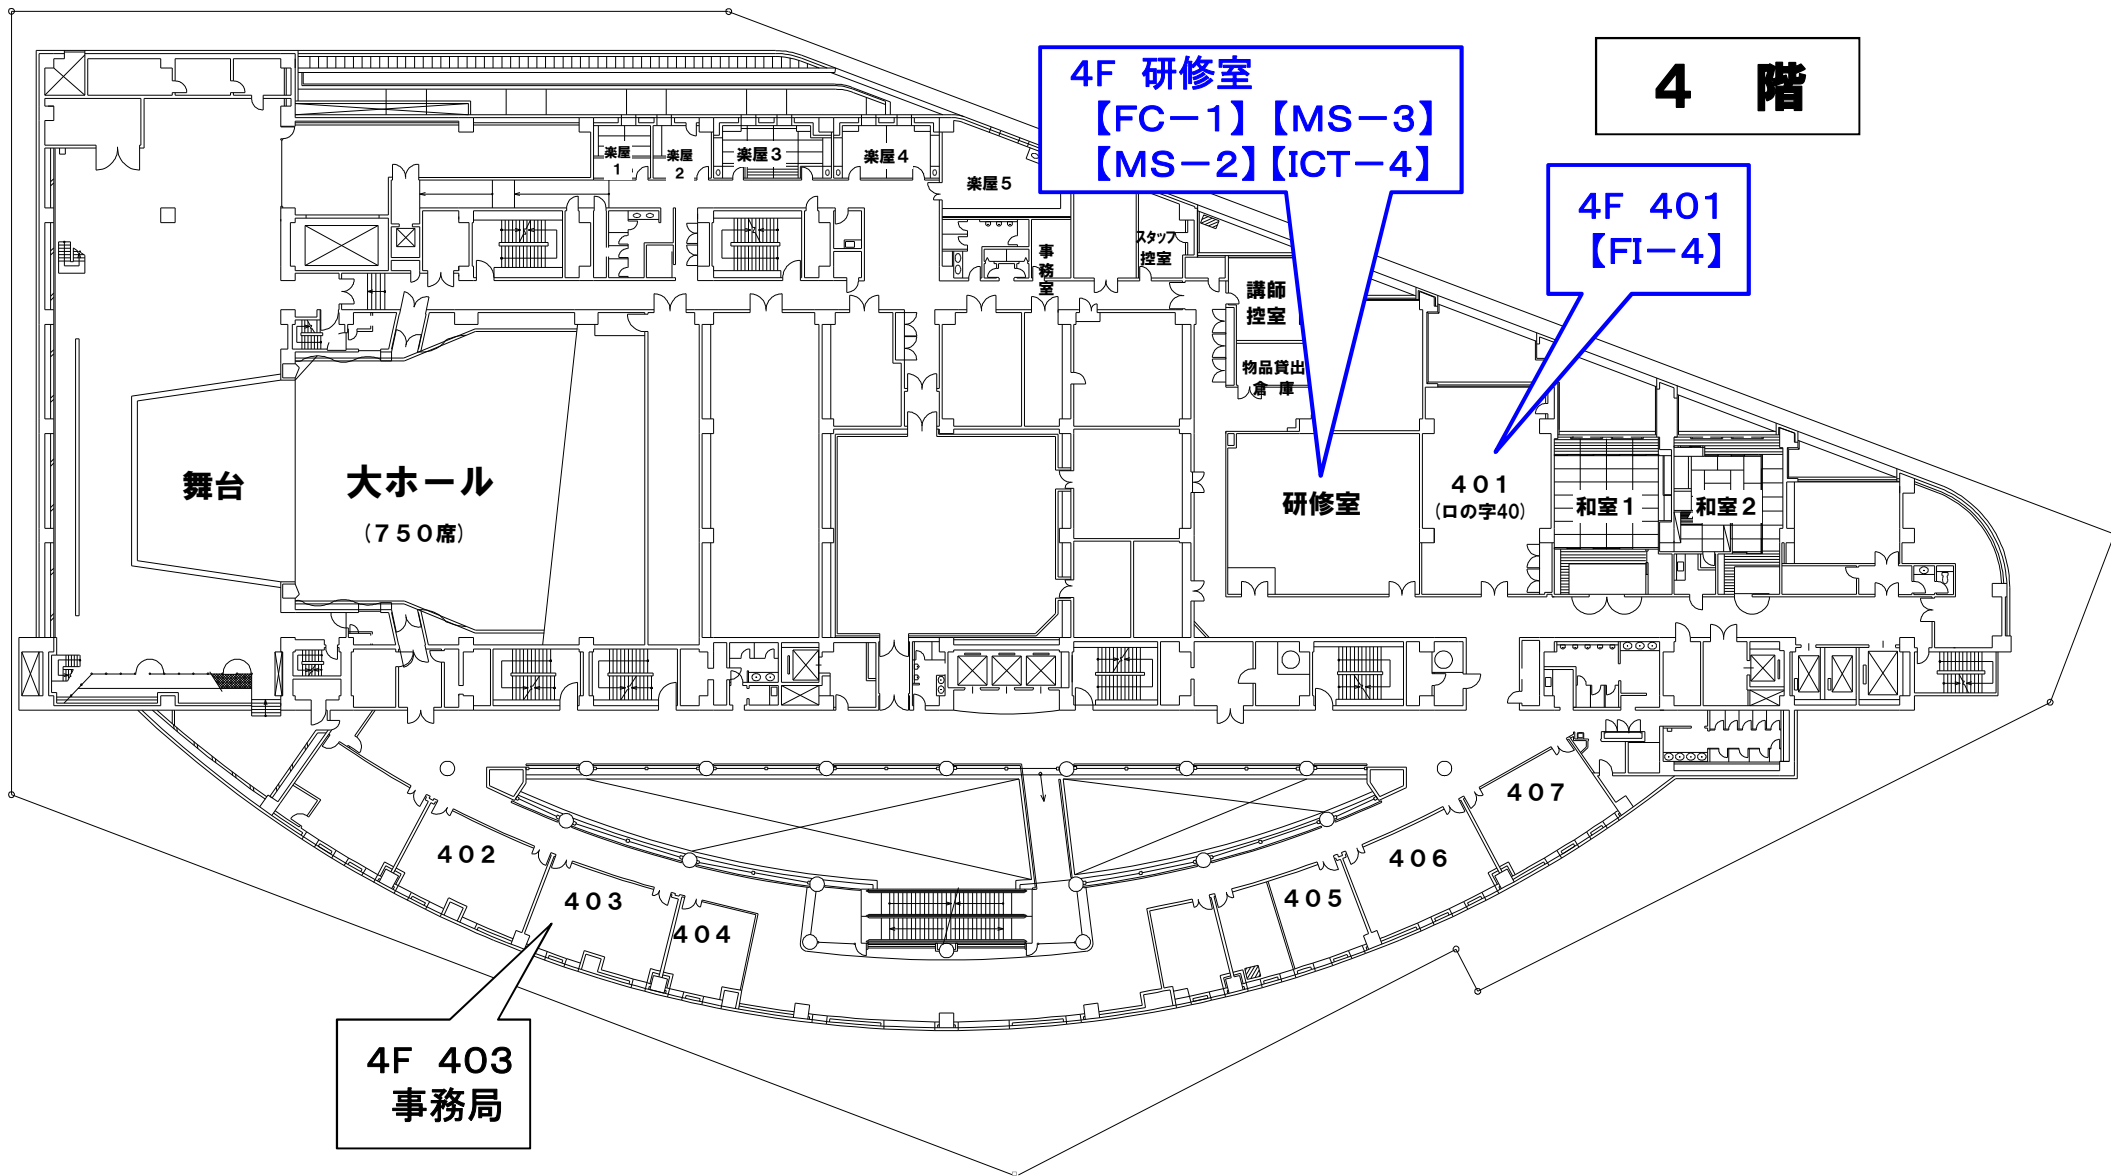 4 階
4F 研修室
【FC-1】【MS-3】
【MS-2】【ICT-4】
4F 401
【FI-4】
楽屋
1
楽屋
2
楽屋3
楽屋4
楽屋5
事務室
スタッフ
控室
講師
控室
物品貸出
倉庫
舞台
大ホール
(750席)
研修室
401
(ロの字40)
和室1
和室2
402
403
404
405
406
407
4F 403
事務局